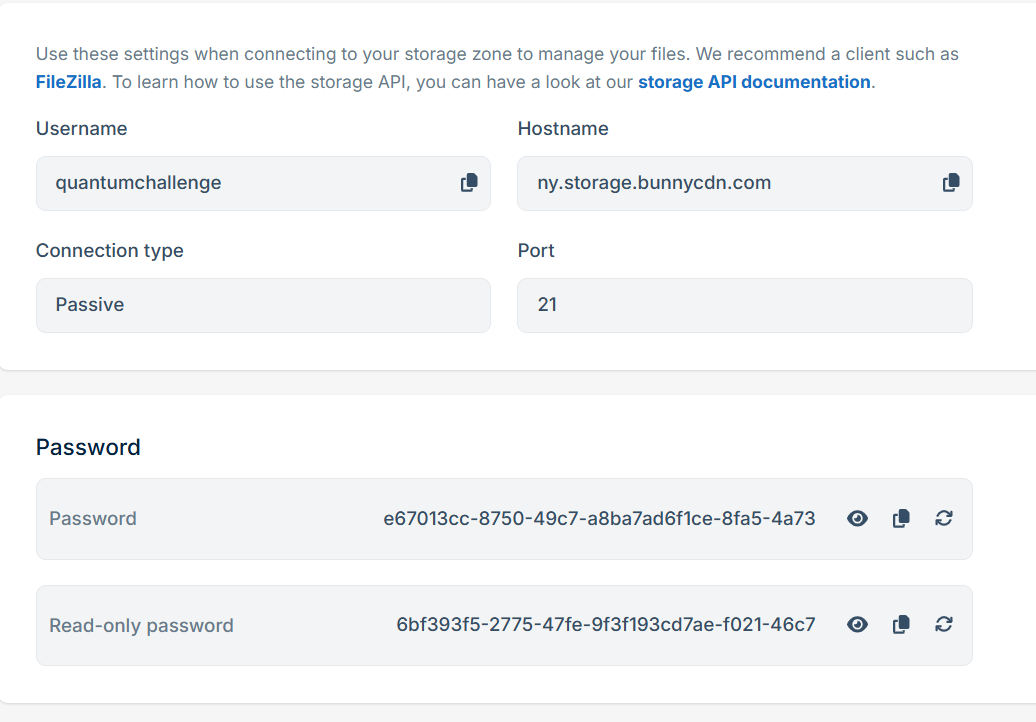 Use these settings when connecting to your storage zone to manage your files. We recommend a client such as
FileZilla. To learn how to use the storage API, you can have a look at our storage API documentation.
Username
Hostname
quantumchallenge
ny.storage.bunnycdn.com
Connection type
Port
Passive
21
Password
Password
e67013cc-8750-49c7-a8ba7ad6f1ce-8fa5-4a73
Read-only password
6bf393f5-2775-47fe-9f3f193cd7ae-f021-46c7